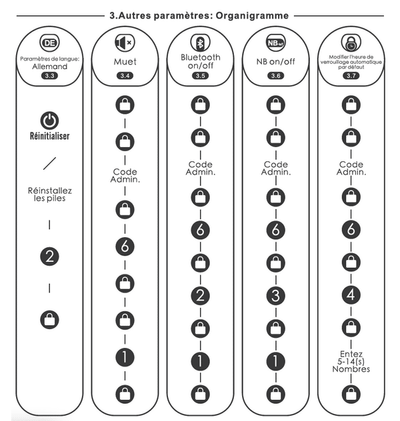 3.Autres paramètres: Organigramme
DE
Paramètres de langue:
Allemand
3.3
Réinitialiser
Réinstallez
les piles
2
Muet
3.4
Code
Admin.
6
1
Bluetooth
on/off
3.5
Code
Admin.
6
2
1
NB
NB on/off
3.6
Code
Admin.
6
3
1
Modifier l'heure de
verrouillage automatique
par défaut
3.7
Code
Admin.
6
4
Entez
5-14(s)
Nombres